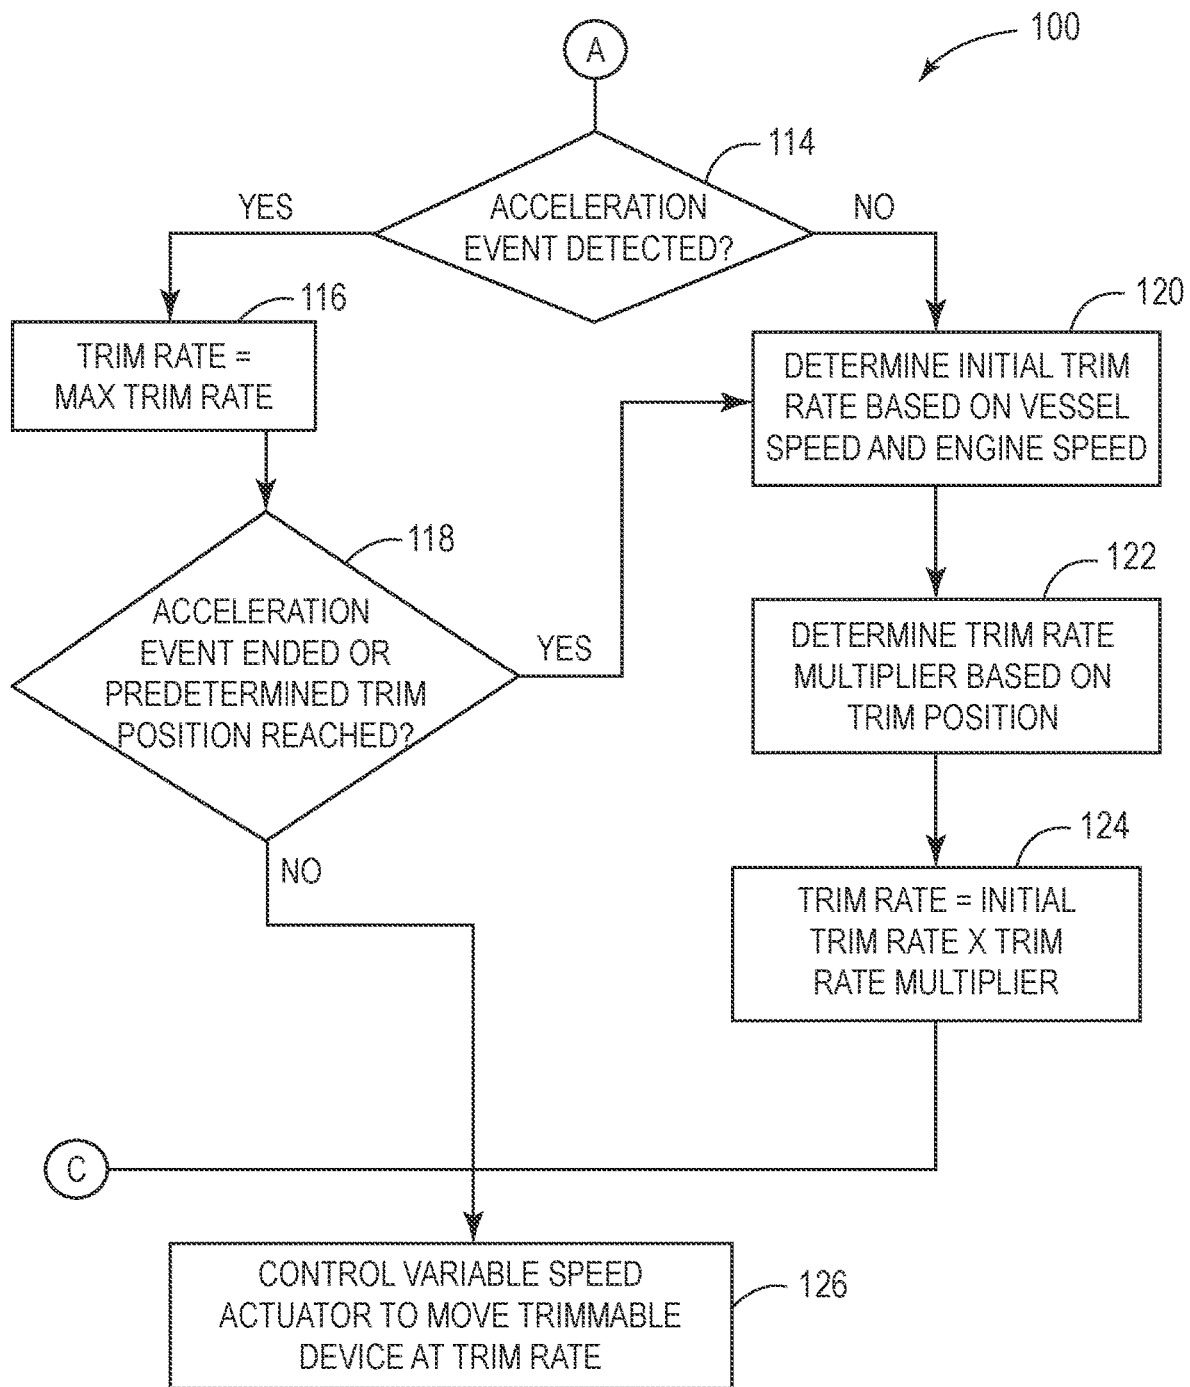 100
A
114
YES
ACCELERATION
EVENT DETECTED?
NO
116
TRIM RATE =
MAX TRIM RATE
120
DETERMINE INITIAL TRIM
RATE BASED ON VESSEL
SPEED AND ENGINE SPEED
118
ACCELERATION
EVENT ENDED OR
PREDETERMINED TRIM
POSITION REACHED?
YES
NO
122
DETERMINE TRIM RATE
MULTIPLIER BASED ON
TRIM POSITION
124
TRIM RATE = INITIAL
TRIM RATE X TRIM
RATE MULTIPLIER
C
CONTROL VARIABLE SPEED
ACTUATOR TO MOVE TRIMMABLE
DEVICE AT TRIM RATE
126